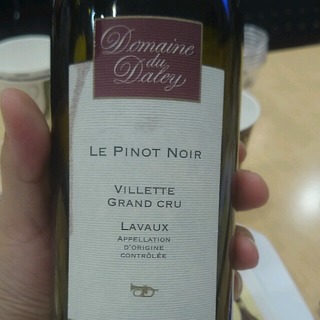 Domaine
du
Daley
LE PINOT NOIR
VILLETTE
GRAND CRU
LAVAUX
APPELLATION
D'ORIGINE
CONTRÔLÉE